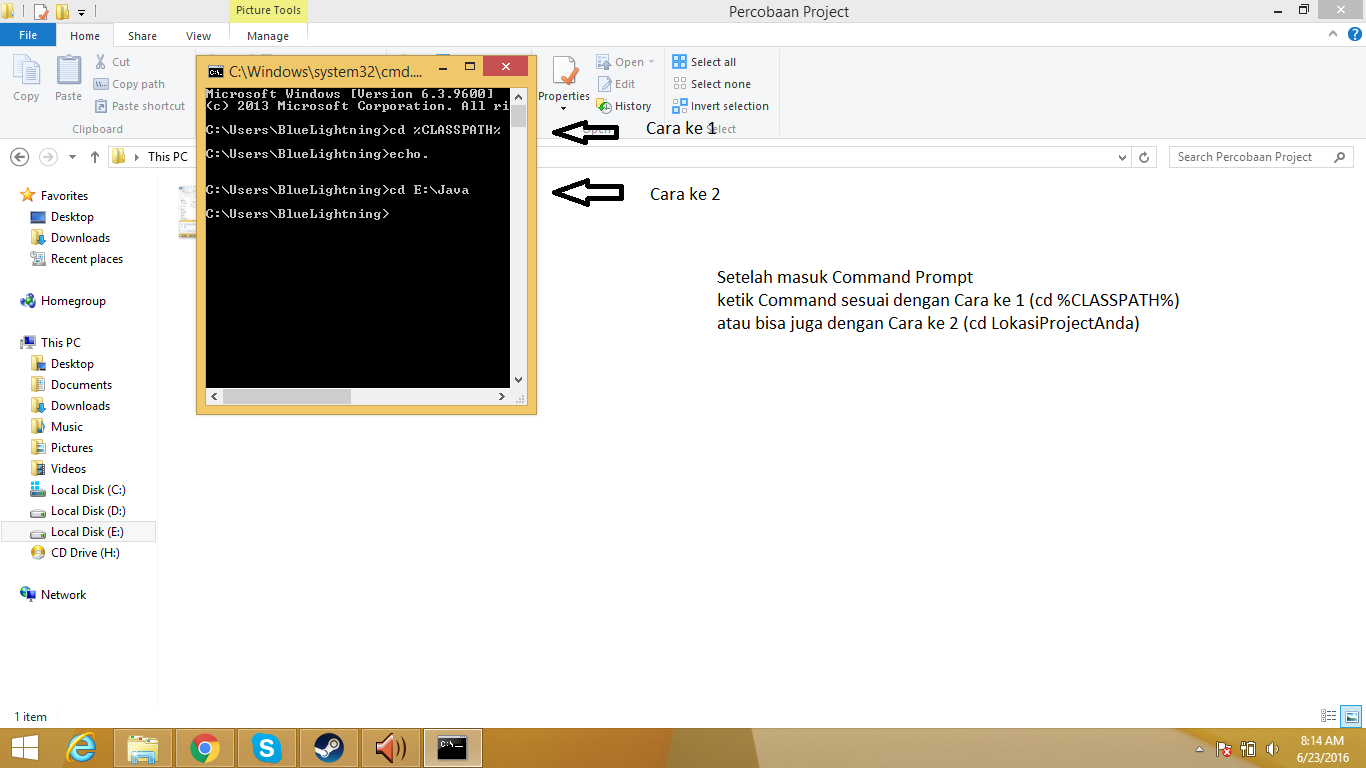 Picture Tools
Percobaan Project
File
Home
Share
View
Manage
Copy
Paste
Cut
Copy path
Paste shortcut
Clipboard
Properties
Open
Edit
History
Select all
Select none
Invert selection
Select
This PC
Search Percobaan Project
C:\Windows\system32\cmd....
Microsoft Windows [Version 6.3.9600]
(c) 2013 Microsoft Corporation. All ri
C:\Users\BlueLightning>cd %CLASSPATH%
C:\Users\BlueLightning>echo.
C:\Users\BlueLightning>cd E:\Java
C:\Users\BlueLightning>
Cara ke 1
Cara ke 2
Setelah masuk Command Prompt
ketik Command sesuai dengan Cara ke 1 (cd %CLASSPATH%)
atau bisa juga dengan Cara ke 2 (cd LokasiProjectAnda)
Favorites
Desktop
Downloads
Recent places
Homegroup
This PC
Desktop
Documents
Downloads
Music
Pictures
Videos
Local Disk (C:)
Local Disk (D:)
Local Disk (E:)
CD Drive (H:)
Network
1 item
8:14 AM
6/23/2016